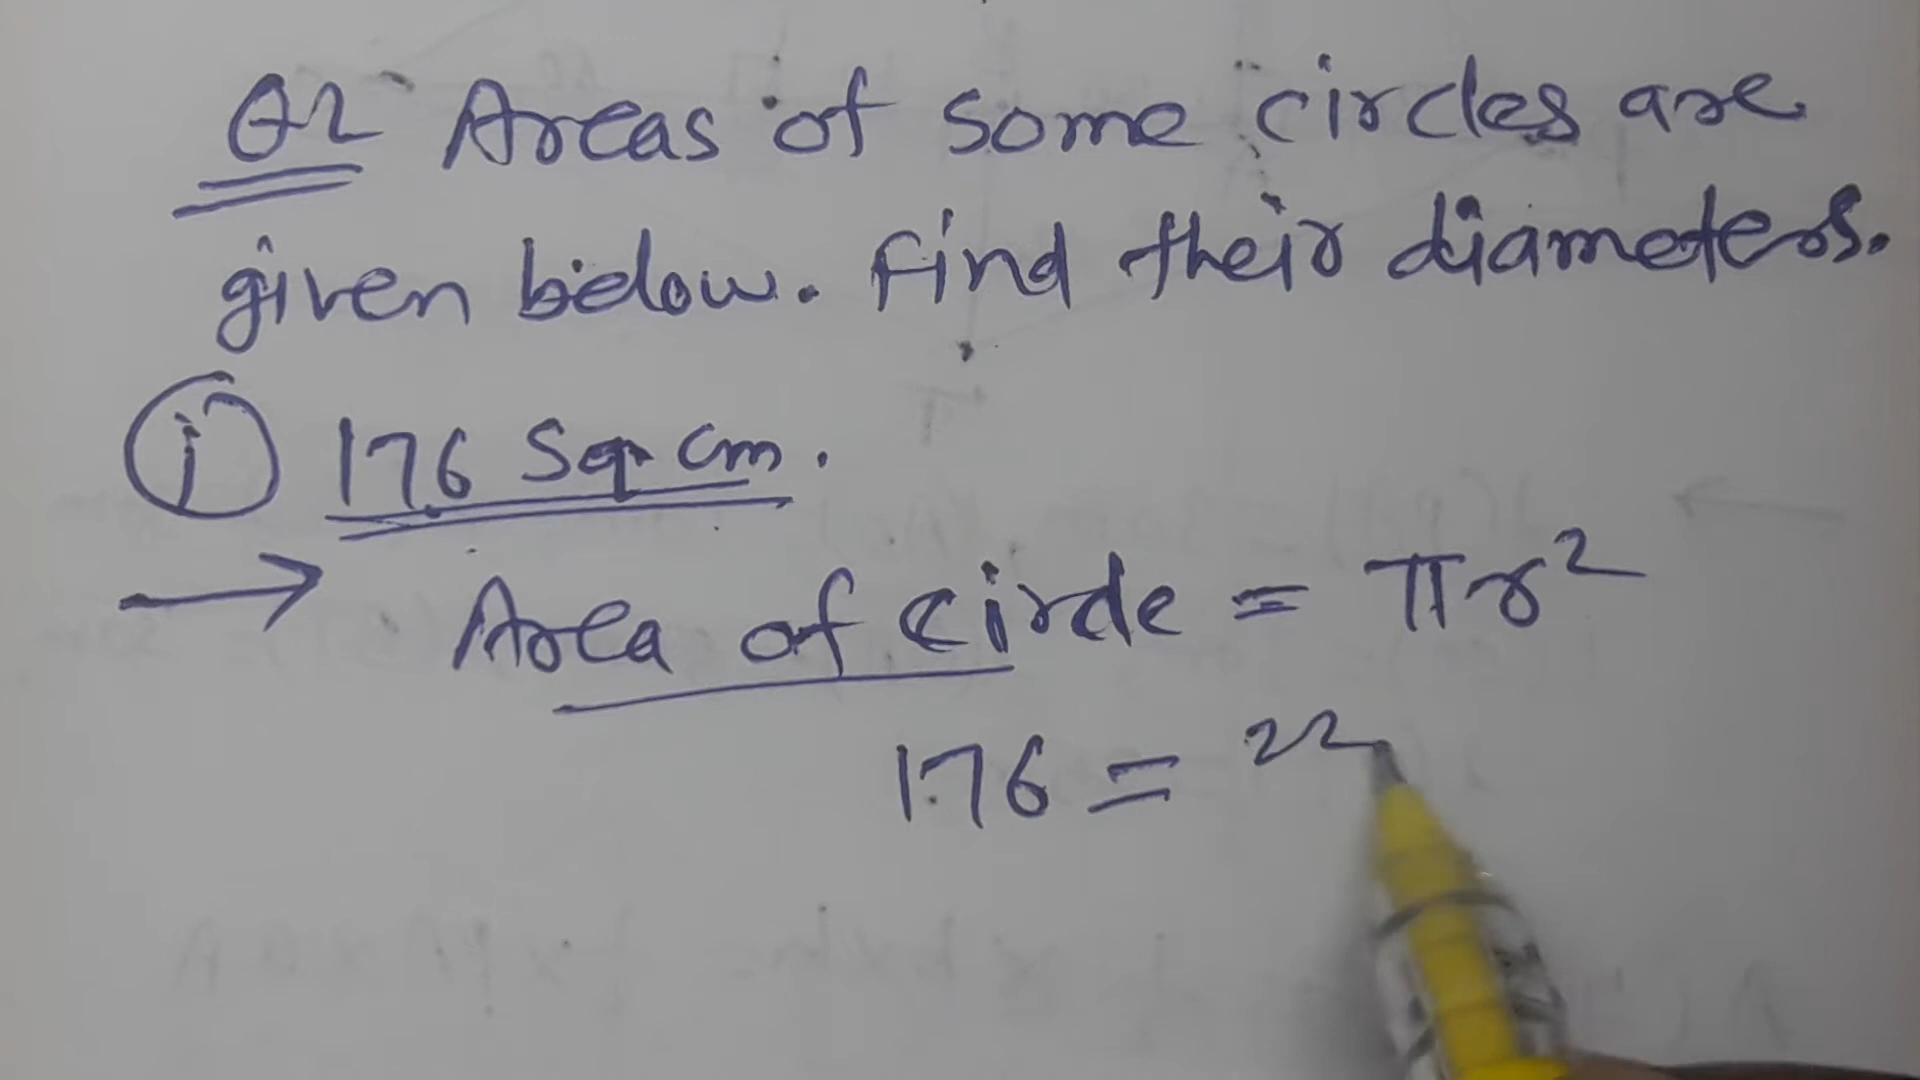 Q2 Areas of some circles are
given below. Find their diameters.
i 176 Sq cm.
→ Area of circle = πr²
176 = 22